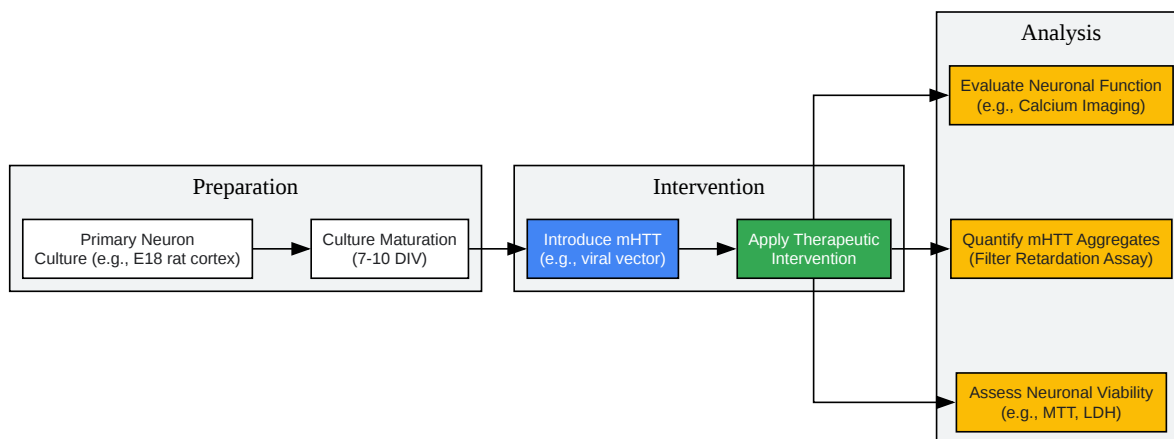 Preparation
Primary Neuron
Culture (e.g., E18 rat cortex)
Culture Maturation
(7-10 DIV)
Intervention
Introduce mHTT
(e.g., viral vector)
Apply Therapeutic
Intervention
Analysis
Evaluate Neuronal Function
(e.g., Calcium Imaging)
Quantify mHTT Aggregates
(Filter Retardation Assay)
Assess Neuronal Viability
(e.g., MTT, LDH)